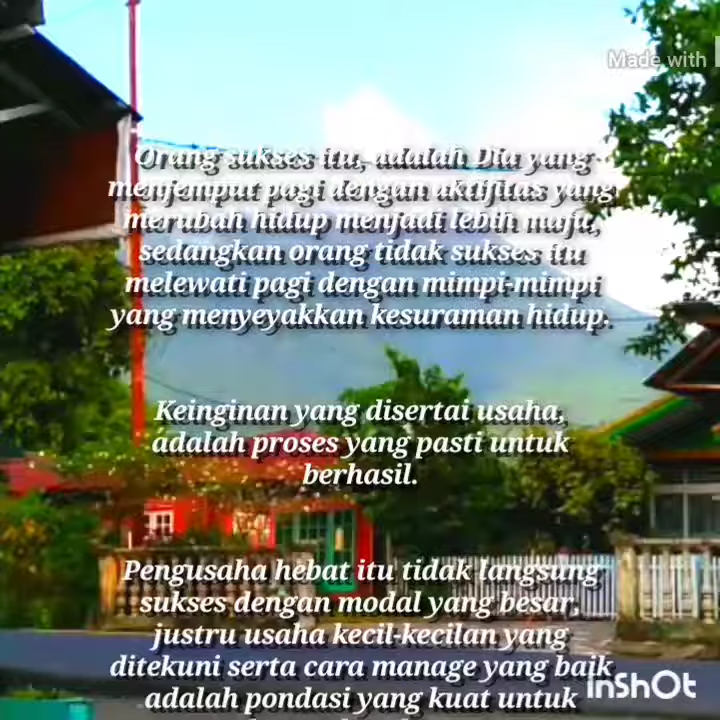 Made with
Orang sukses itu, adalah Dia yang
menjemput pagi dengan aktifitas yang
merubah hidup menjadi lebih maju,
sedangkan orang tidak sukses itu
melewati pagi dengan mimpi-mimpi
yang menyeyakkan kesuraman hidup.
Keinginan yang disertai usaha,
adalah proses yang pasti untuk
berhasil.
Pengusaha hebat itu tidak langsung
sukses dengan modal yang besar,
justru usaha kecil-kecilan yang
ditekuni serta cara manage yang baik
adalah pondasi yang kuat untuk
InShOt